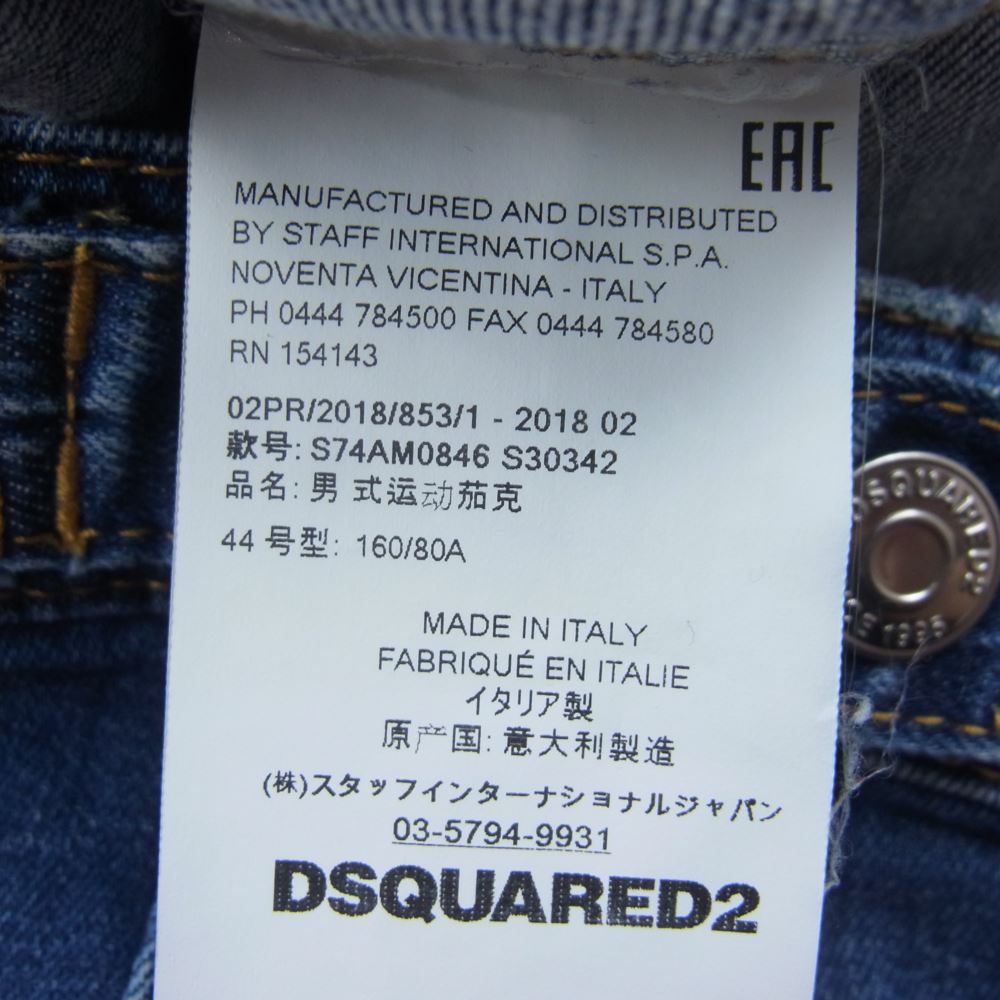 EAC
MANUFACTURED AND DISTRIBUTED
BY STAFF INTERNATIONAL S.P.A.
NOVENTA VICENTINA - ITALY
PH 0444 784500 FAX 0444 784580
RN 154143
02PR/2018/853/1 - 2018 02
款号: S74AM0846 S30342
品名: 男 式运动茄克
44 号型: 160/80A
MADE IN ITALY
FABRIQUÉ EN ITALIE
イタリア製
原产国: 意大利製造
(株)スタッフインターナショナルジャパン
03-5794-9931
DSQUARED2
DSQUARED2
1995